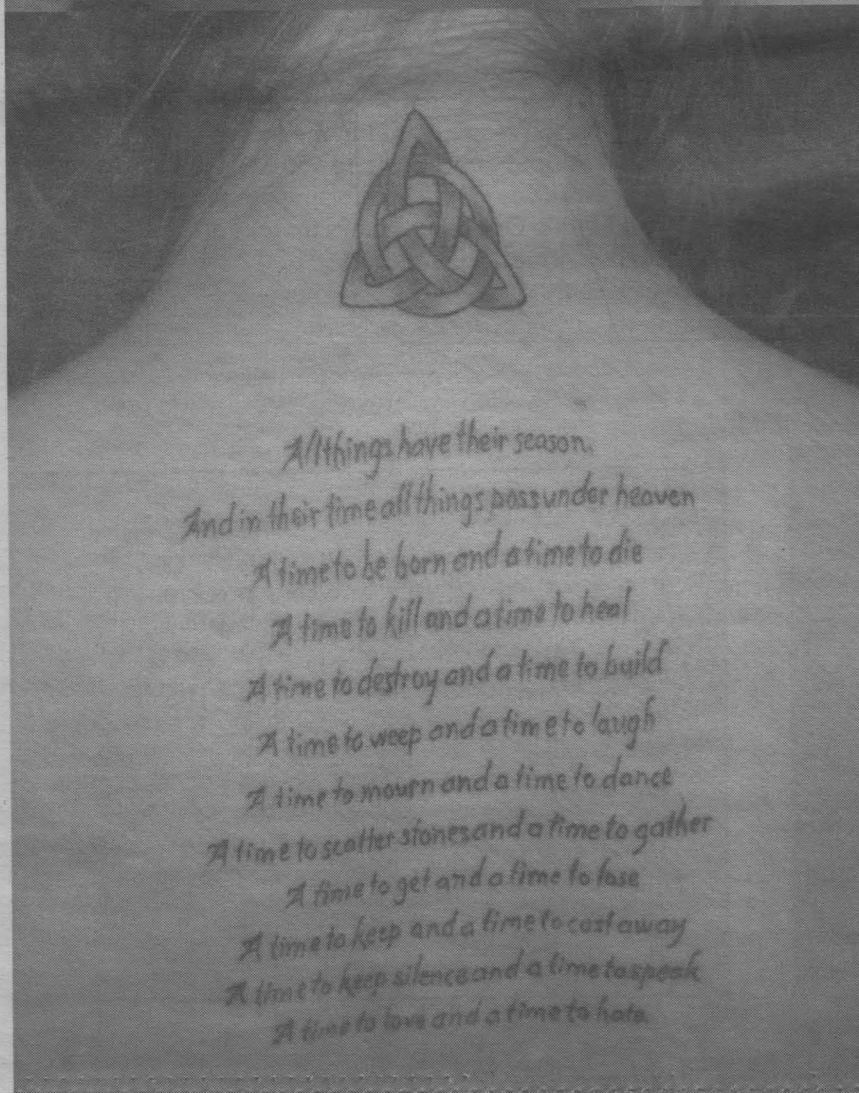 All things have their season.
And in their time all things pass under heaven
A time to be born and a time to die
A time to kill and a time to heal
A time to destroy and a time to build
A time to weep and a time to laugh
A time to mourn and a time to dance
A time to scatter stones and a time to gather
A time to get and a time to lose
A time to keep and a time to cast away
A time to keep silence and a time to speak
A time to love and a time to hate.